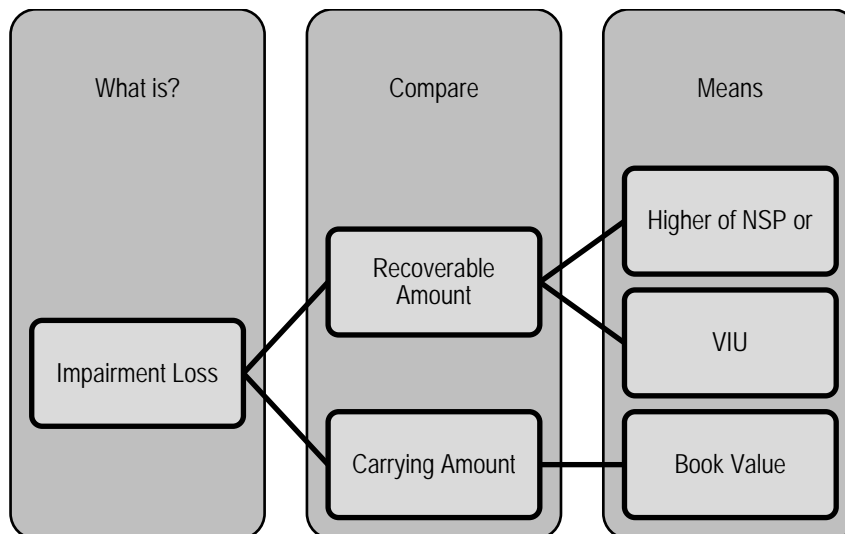 What is?
Compare
Means
Higher of NSP or
Recoverable
Amount
VIU
Impairment Loss
Carrying Amount
Book Value